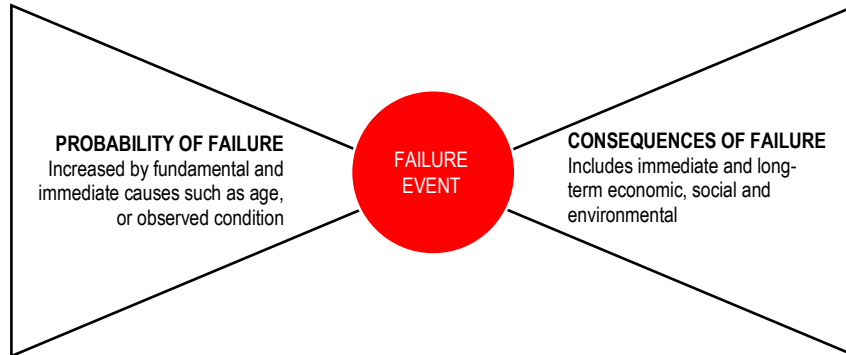 PROBABILITY OF FAILURE
Increased by fundamental and
immediate causes such as age,
or observed condition
FAILURE
EVENT
CONSEQUENCES OF FAILURE
Includes immediate and long-
term economic, social and
environmental